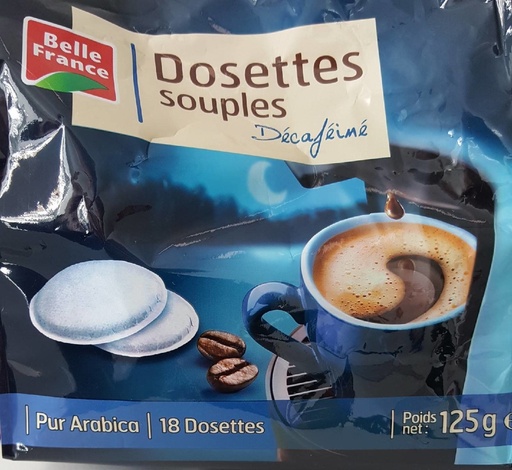 Belle
France
Dosettes
souples
Décaféiné
Pur Arabica | 18 Dosettes
Poids
net : 125g e